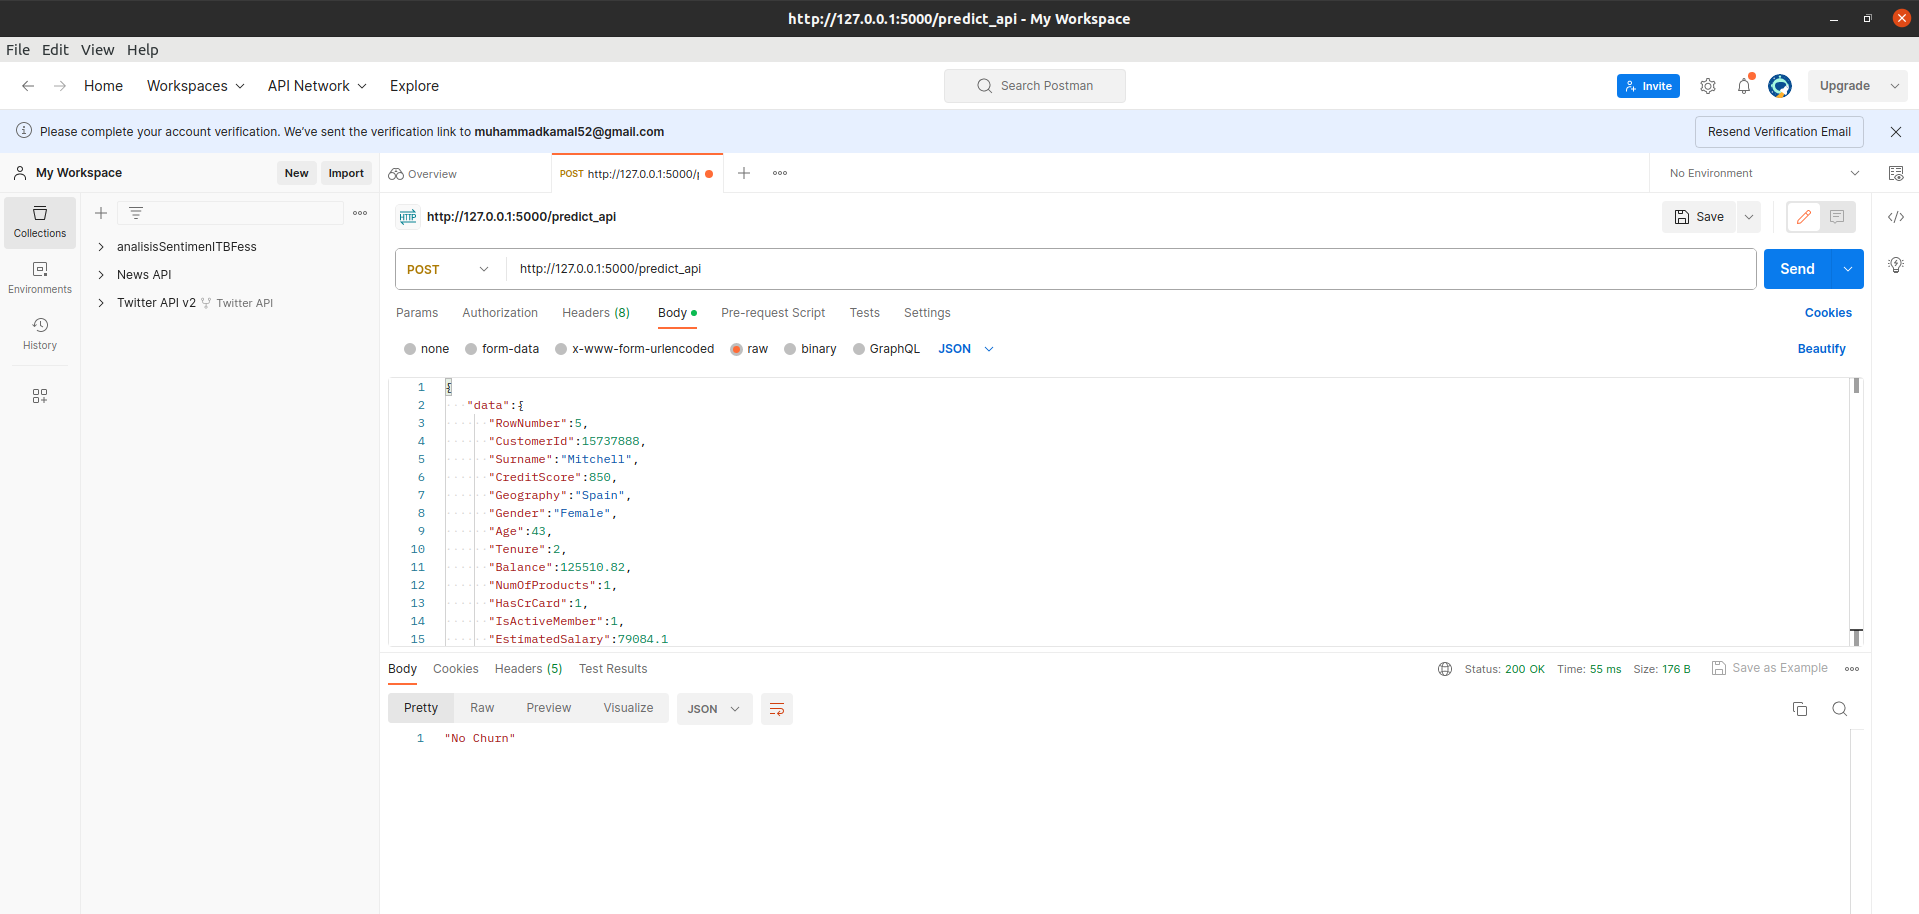 http://127.0.0.1:5000/predict_api - My Workspace
File Edit View Help
Home Workspaces API Network Explore Search Postman Invite Upgrade
Please complete your account verification. We've sent the verification link to muhammadkamal52@gmail.com Resend Verification Email
My Workspace New Import Overview POST http://127.0.0.1:5000/p No Environment
Collections
Environments
History
analisisSentimenITBFess
News API
Twitter API v2 Twitter API
HTTP http://127.0.0.1:5000/predict_api Save
POST http://127.0.0.1:5000/predict_api Send
Params Authorization Headers (8) Body Pre-request Script Tests Settings Cookies
none form-data x-www-form-urlencoded raw binary GraphQL JSON Beautify
1 {
2 "data":{
3 "RowNumber":5,
4 "CustomerId":15737888,
5 "Surname":"Mitchell",
6 "CreditScore":850,
7 "Geography":"Spain",
8 "Gender":"Female",
9 "Age":43,
10 "Tenure":2,
11 "Balance":125510.82,
12 "NumOfProducts":1,
13 "HasCrCard":1,
14 "IsActiveMember":1,
15 "EstimatedSalary":79084.1
Body Cookies Headers (5) Test Results Status: 200 OK Time: 55 ms Size: 176 B Save as Example
Pretty Raw Preview Visualize JSON
1 "No Churn"